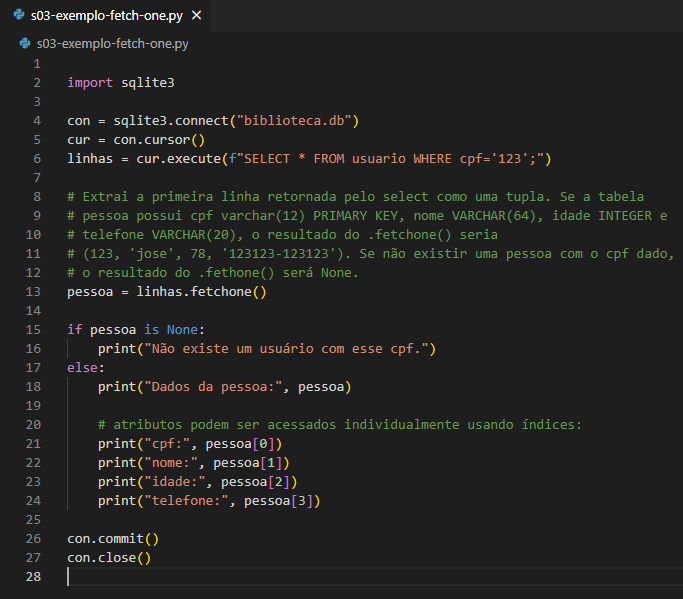 s03-exemplo-fetch-one.py ×
s03-exemplo-fetch-one.py
1
2 import sqlite3
3
4 con = sqlite3.connect("biblioteca.db")
5 cur = con.cursor()
6 linhas = cur.execute(f"SELECT * FROM usuario WHERE cpf='123';")
7
8 # Extrai a primeira linha retornada pelo select como uma tupla. Se a tabela
9 # pessoa possui cpf varchar(12) PRIMARY KEY, nome VARCHAR(64), idade INTEGER e
10 # telefone VARCHAR(20), o resultado do .fetchone() seria
11 # (123, 'jose', 78, '123123-123123'). Se não existir uma pessoa com o cpf dado,
12 # o resultado do .fethone() será None.
13 pessoa = linhas.fetchone()
14
15 if pessoa is None:
16     print("Não existe um usuário com esse cpf.")
17 else:
18     print("Dados da pessoa:", pessoa)
19
20     # atributos podem ser acessados individualmente usando índices:
21     print("cpf:", pessoa[0])
22     print("nome:", pessoa[1])
23     print("idade:", pessoa[2])
24     print("telefone:", pessoa[3])
25
26 con.commit()
27 con.close()
28